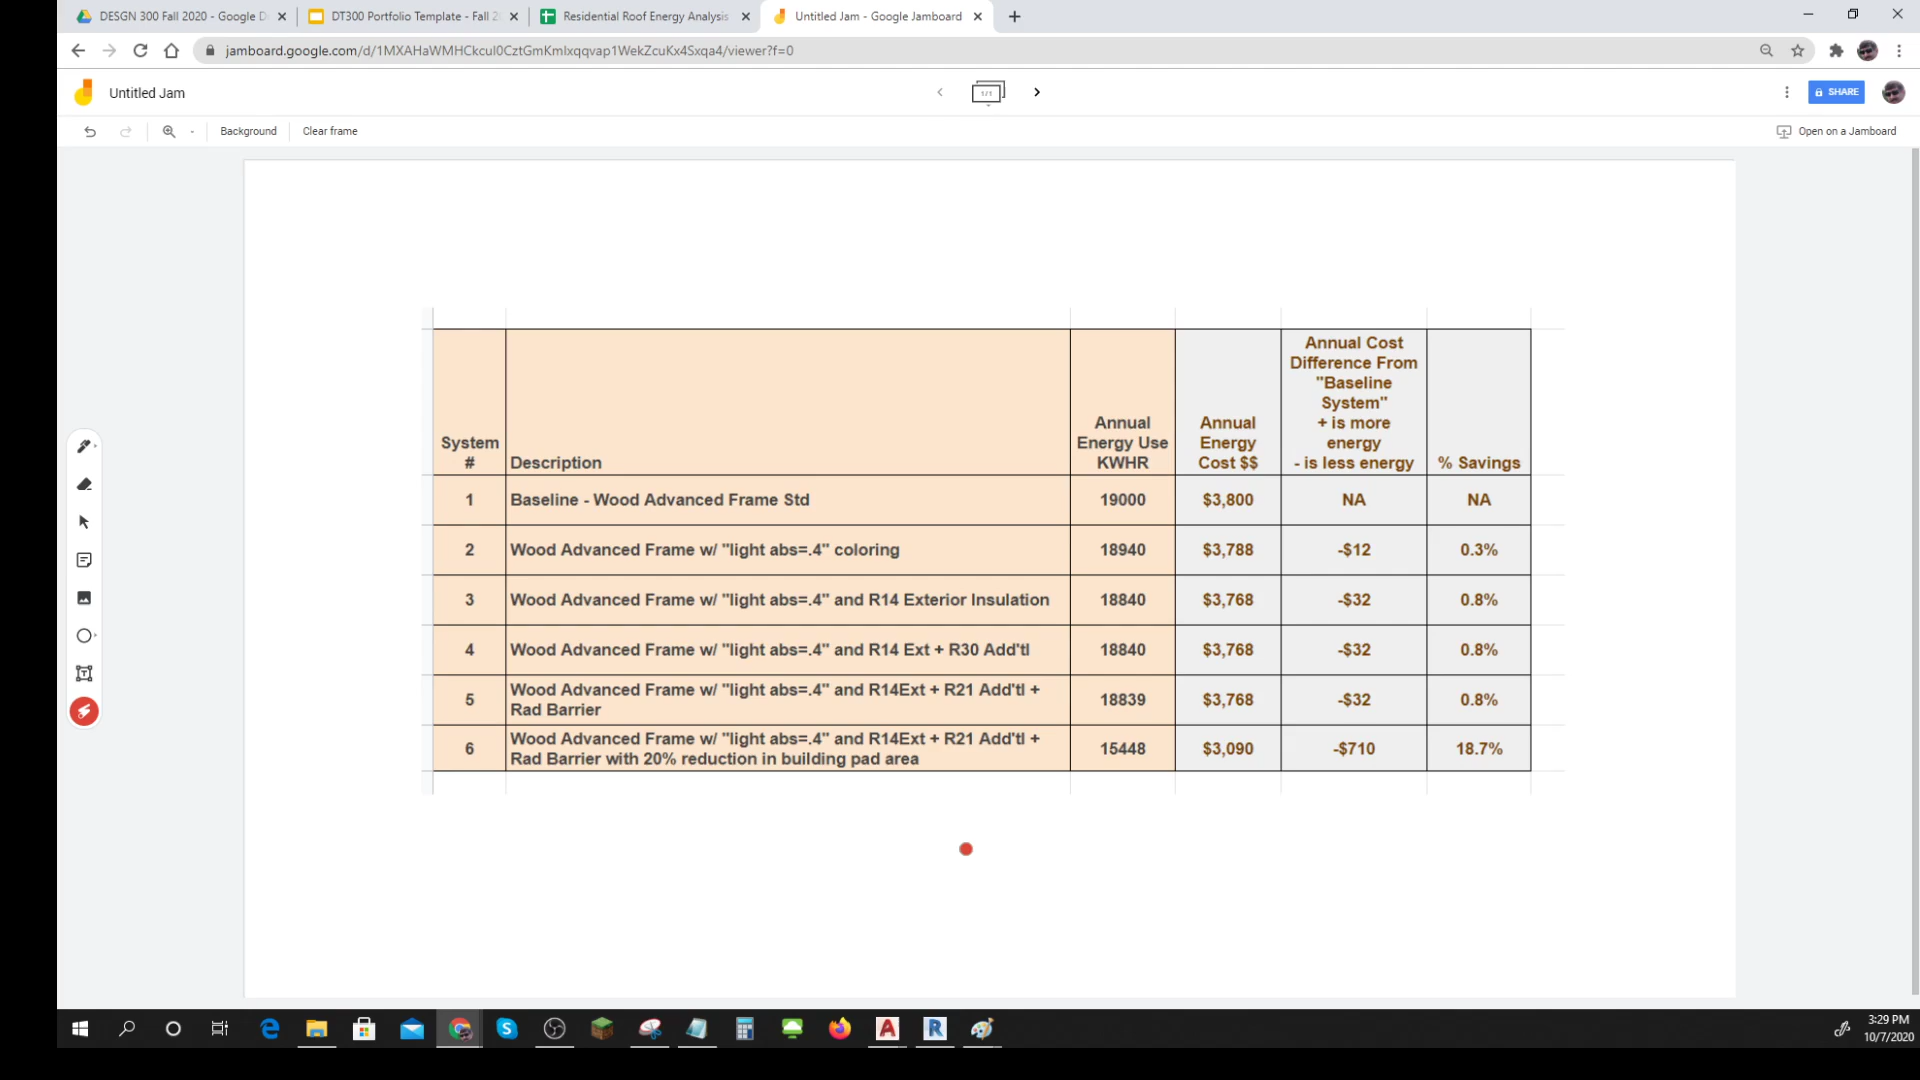 DESGN 300 Fall 2020 - Google D
DT300 Portfolio Template - Fall 2
Residential Roof Energy Analysis
Untitled Jam - Google Jamboard
jamboard.google.com/d/1MXAHaWMHCkcul0CztGmKmlxqqvap1WekZcuKx4Sxqa4/viewer?f=0
Untitled Jam
1/1
SHARE
Background
Clear frame
Open on a Jamboard
System # Description Annual Energy Use KWHR Annual Energy Cost $$ Annual Cost Difference From "Baseline System" + is more energy - is less energy % Savings
1 Baseline - Wood Advanced Frame Std 19000 $3,800 NA NA
2 Wood Advanced Frame w/ "light abs=.4" coloring 18940 $3,788 -$12 0.3%
3 Wood Advanced Frame w/ "light abs=.4" and R14 Exterior Insulation 18840 $3,768 -$32 0.8%
4 Wood Advanced Frame w/ "light abs=.4" and R14 Ext + R30 Add'tl 18840 $3,768 -$32 0.8%
5 Wood Advanced Frame w/ "light abs=.4" and R14Ext + R21 Add'tl + Rad Barrier 18839 $3,768 -$32 0.8%
6 Wood Advanced Frame w/ "light abs=.4" and R14Ext + R21 Add'tl + Rad Barrier with 20% reduction in building pad area 15448 $3,090 -$710 18.7%
3:29 PM
10/7/2020